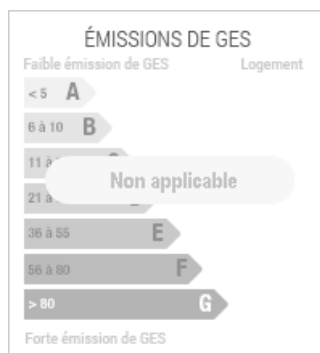 ÉMISSIONS DE GES
Faible émission de GES Logement
< 5 A
6 à 10 B
11 à
Non applicable
21 à
36 à 55 E
56 à 80 F
> 80 G
Forte émission de GES